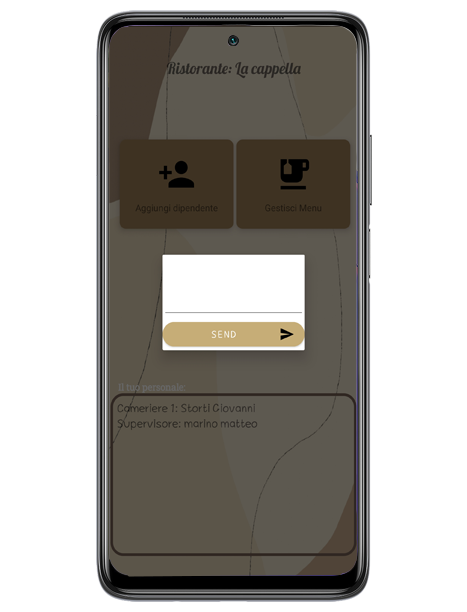 Ristorante: La cappella
Aggiungi dipendente
Gestisci Menu
SEND
Il tuo personale:
Cameriere 1: Storti Giovanni
Supervisore: marino matteo